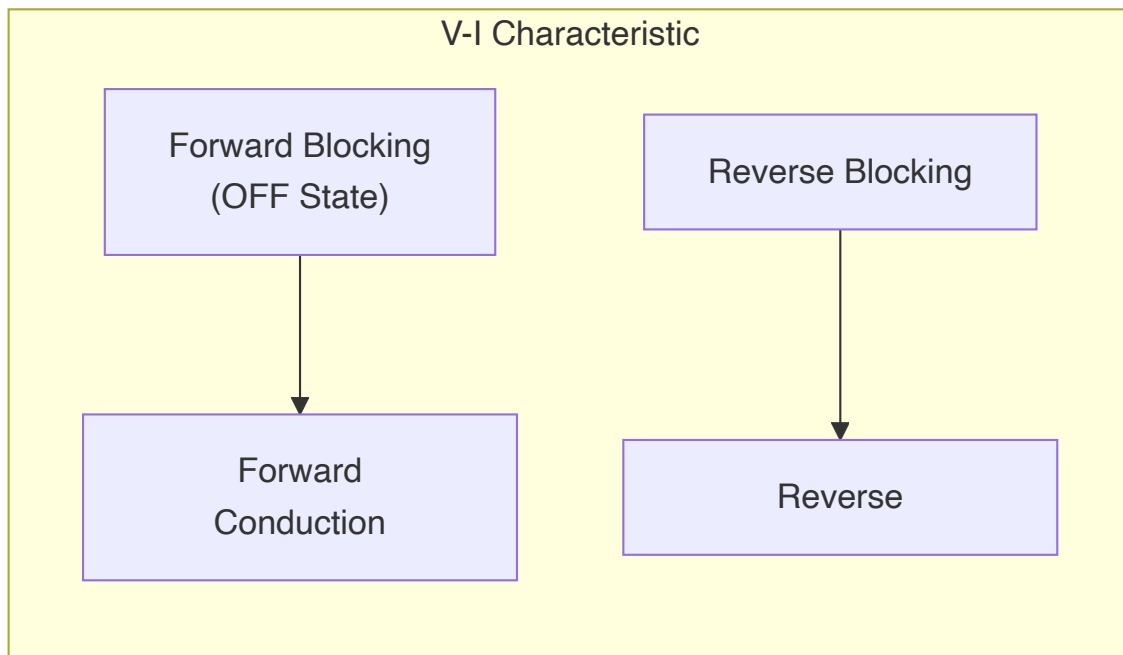 V-I Characteristic
Forward Blocking
(OFF State)
Reverse Blocking
Forward
Conduction
Reverse